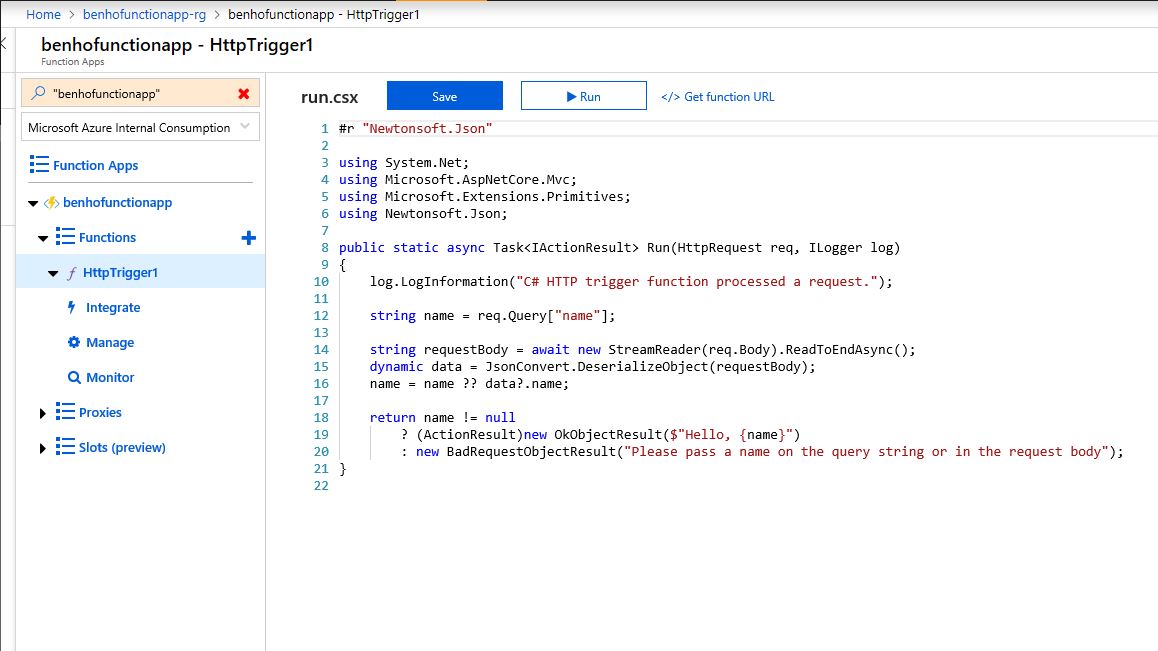 Home > benhofunctionapp-rg > benhofunctionapp - HttpTrigger1
benhofunctionapp - HttpTrigger1
Function Apps
"benhofunctionapp"
Microsoft Azure Internal Consumption
Function Apps
benhofunctionapp
Functions
HttpTrigger1
Integrate
Manage
Monitor
Proxies
Slots (preview)
run.csx Save Run </> Get function URL
1 #r "Newtonsoft.Json"
2
3 using System.Net;
4 using Microsoft.AspNetCore.Mvc;
5 using Microsoft.Extensions.Primitives;
6 using Newtonsoft.Json;
7
8 public static async Task<IActionResult> Run(HttpRequest req, ILogger log)
9 {
10     log.LogInformation("C# HTTP trigger function processed a request.");
11
12     string name = req.Query["name"];
13
14     string requestBody = await new StreamReader(req.Body).ReadToEndAsync();
15     dynamic data = JsonConvert.DeserializeObject(requestBody);
16     name = name ?? data?.name;
17
18     return name != null
19         ? (ActionResult)new OkObjectResult($"Hello, {name}")
20         : new BadRequestObjectResult("Please pass a name on the query string or in the request body");
21 }
22